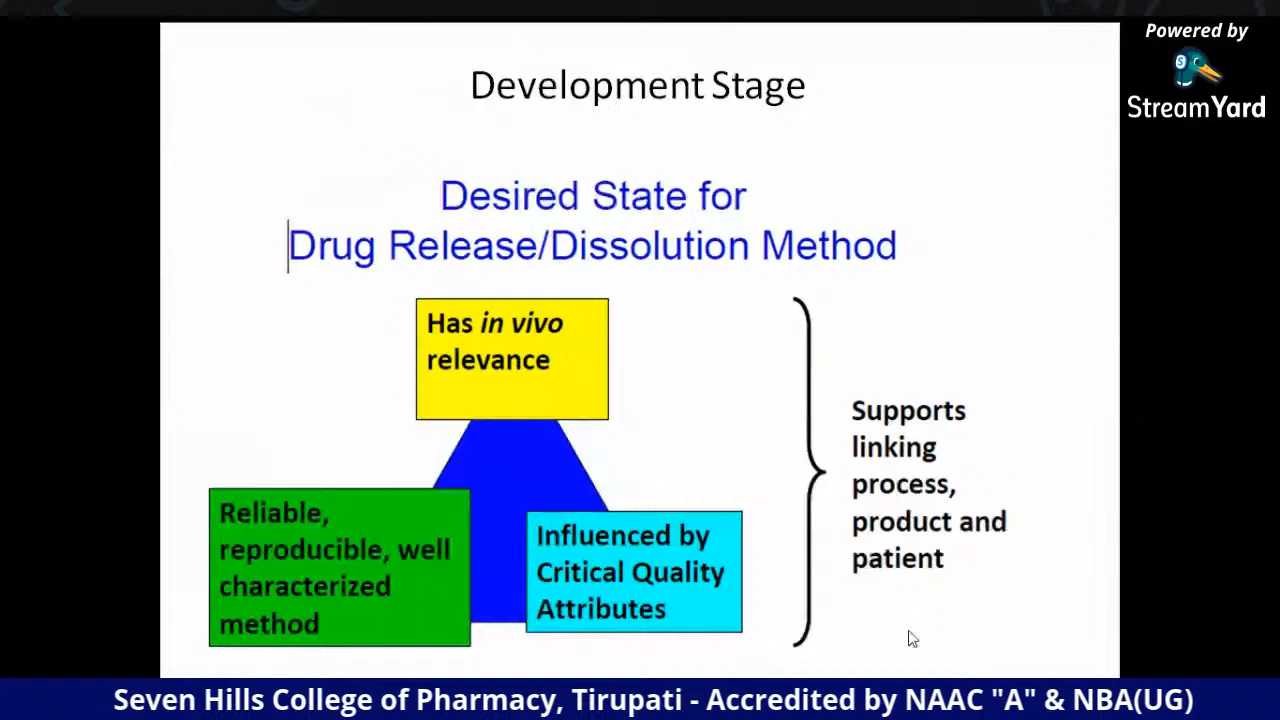 Powered by
StreamYard
Development Stage
Desired State for
Drug Release/Dissolution Method
Has in vivo
relevance
Reliable,
reproducible, well
characterized
method
Influenced by
Critical Quality
Attributes
Supports
linking
process,
product and
patient
Seven Hills College of Pharmacy, Tirupati - Accredited by NAAC "A" & NBA(UG)